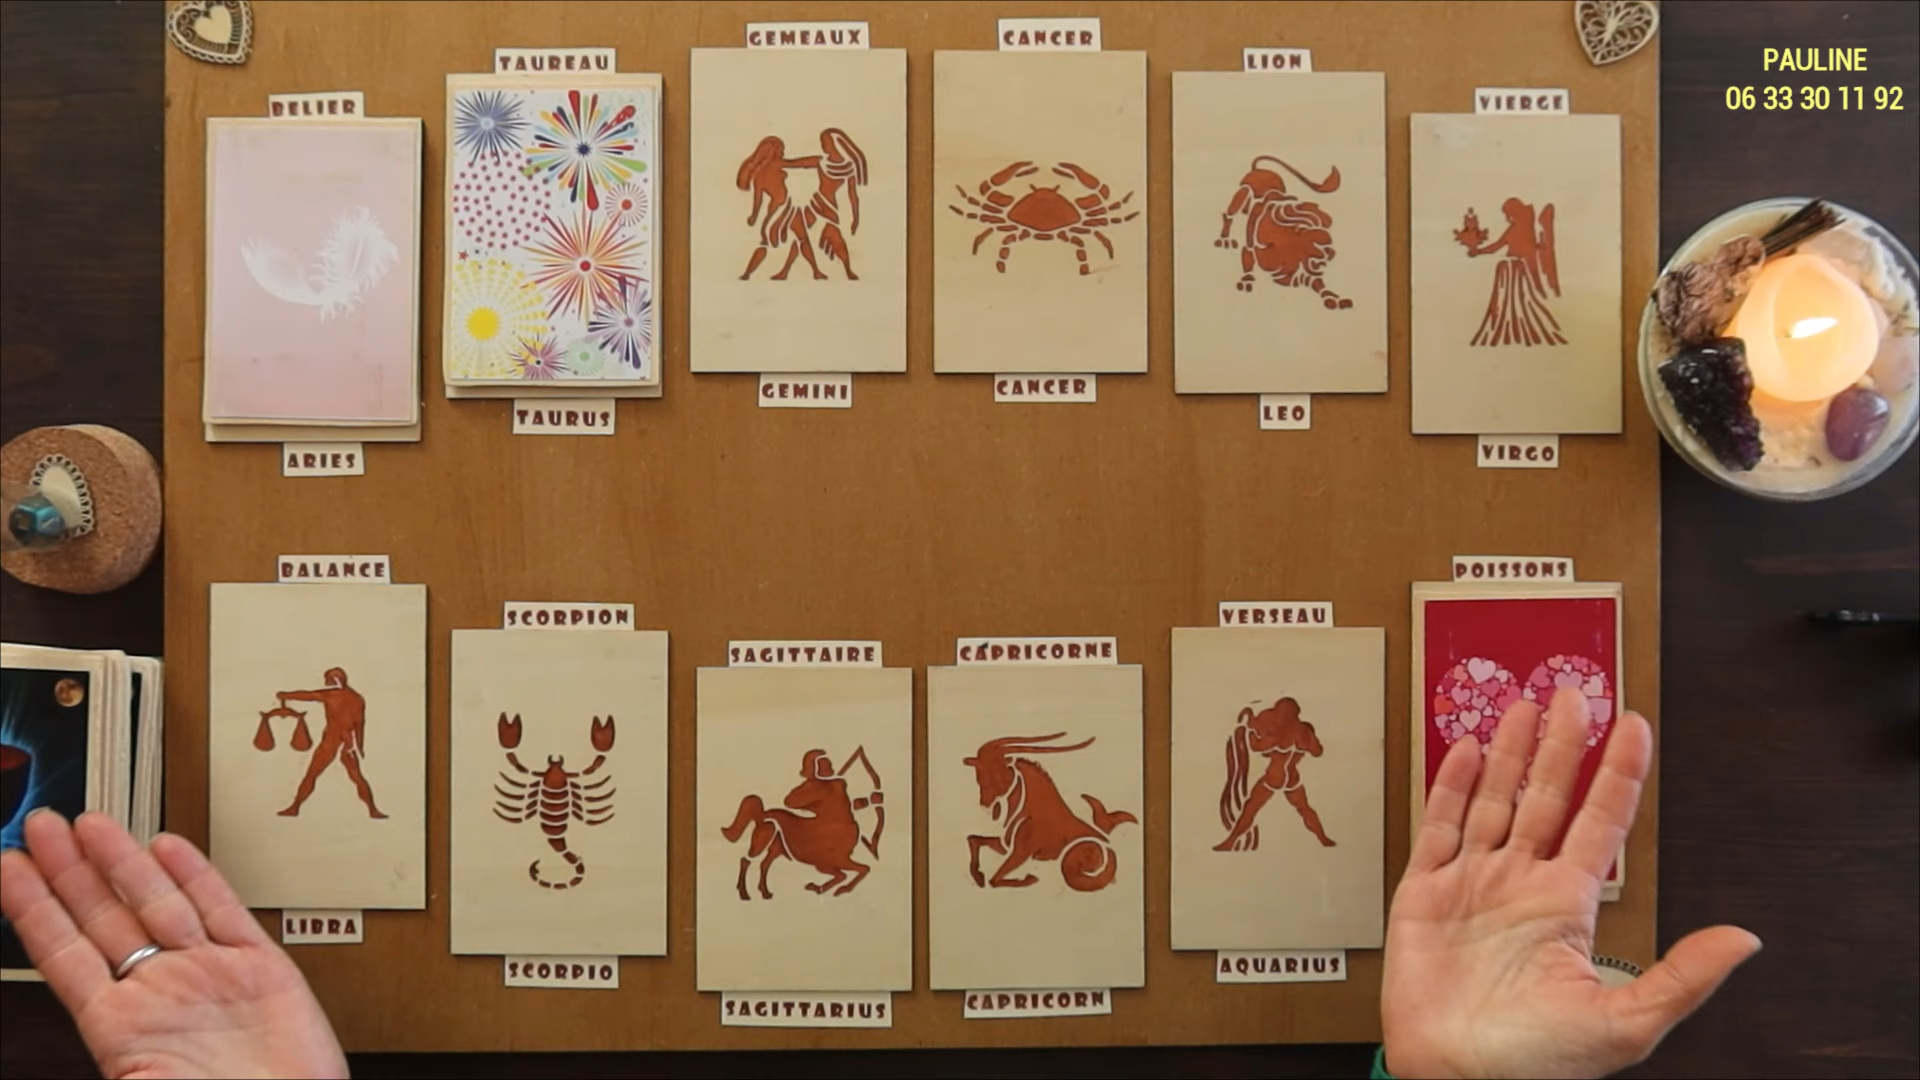 PAULINE
06 33 30 11 92
BELIER
TAUREAU
GEMEAUX
CANCER
LION
VIERGE
ARIES
TAURUS
GEMINI
CANCER
LEO
VIRGO
BALANCE
SCORPION
SAGITTAIRE
CAPRICORNE
VERSEAU
POISSONS
LIBRA
SCORPIO
SAGITTARIUS
CAPRICORN
AQUARIUS